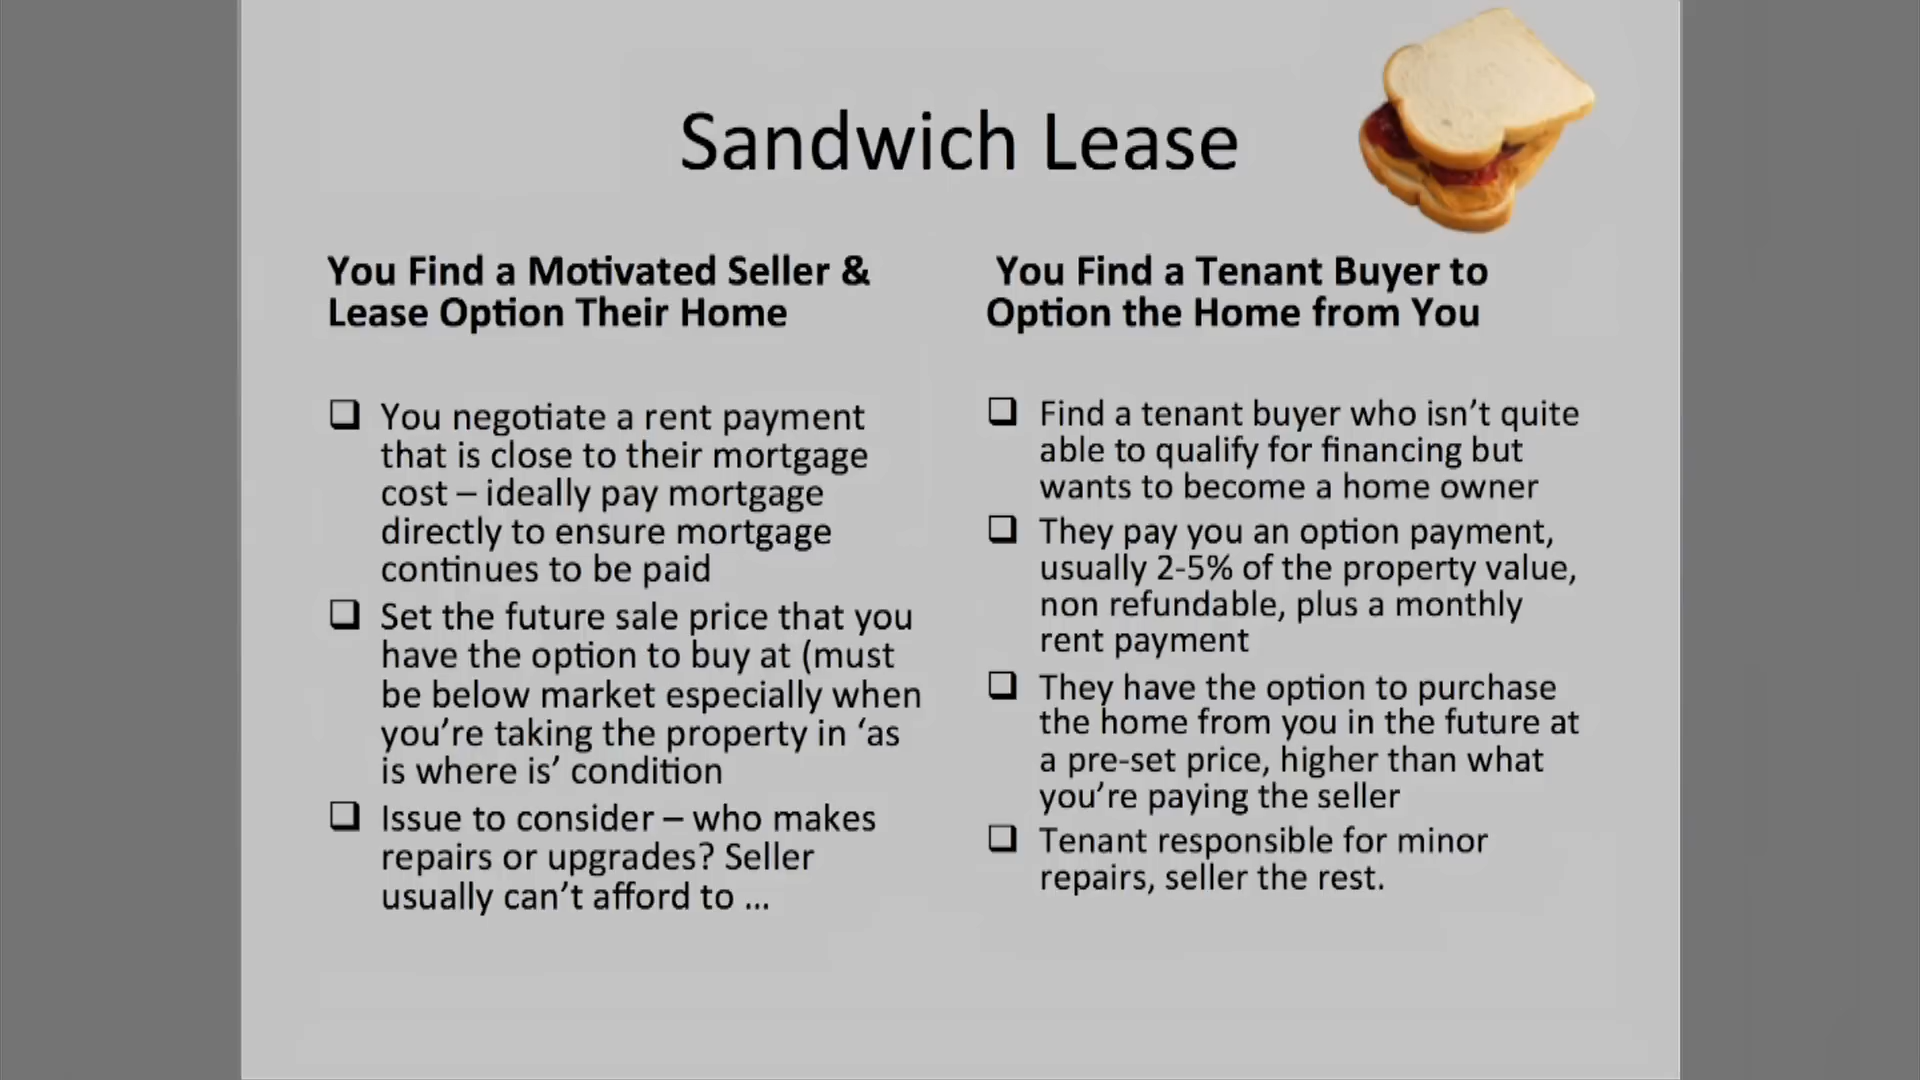 Sandwich Lease
You Find a Motivated Seller &
Lease Option Their Home
You negotiate a rent payment
that is close to their mortgage
cost – ideally pay mortgage
directly to ensure mortgage
continues to be paid
Set the future sale price that you
have the option to buy at (must
be below market especially when
you’re taking the property in ‘as
is where is’ condition
Issue to consider – who makes
repairs or upgrades? Seller
usually can’t afford to …
You Find a Tenant Buyer to
Option the Home from You
Find a tenant buyer who isn’t quite
able to qualify for financing but
wants to become a home owner
They pay you an option payment,
usually 2-5% of the property value,
non refundable, plus a monthly
rent payment
They have the option to purchase
the home from you in the future at
a pre-set price, higher than what
you’re paying the seller
Tenant responsible for minor
repairs, seller the rest.